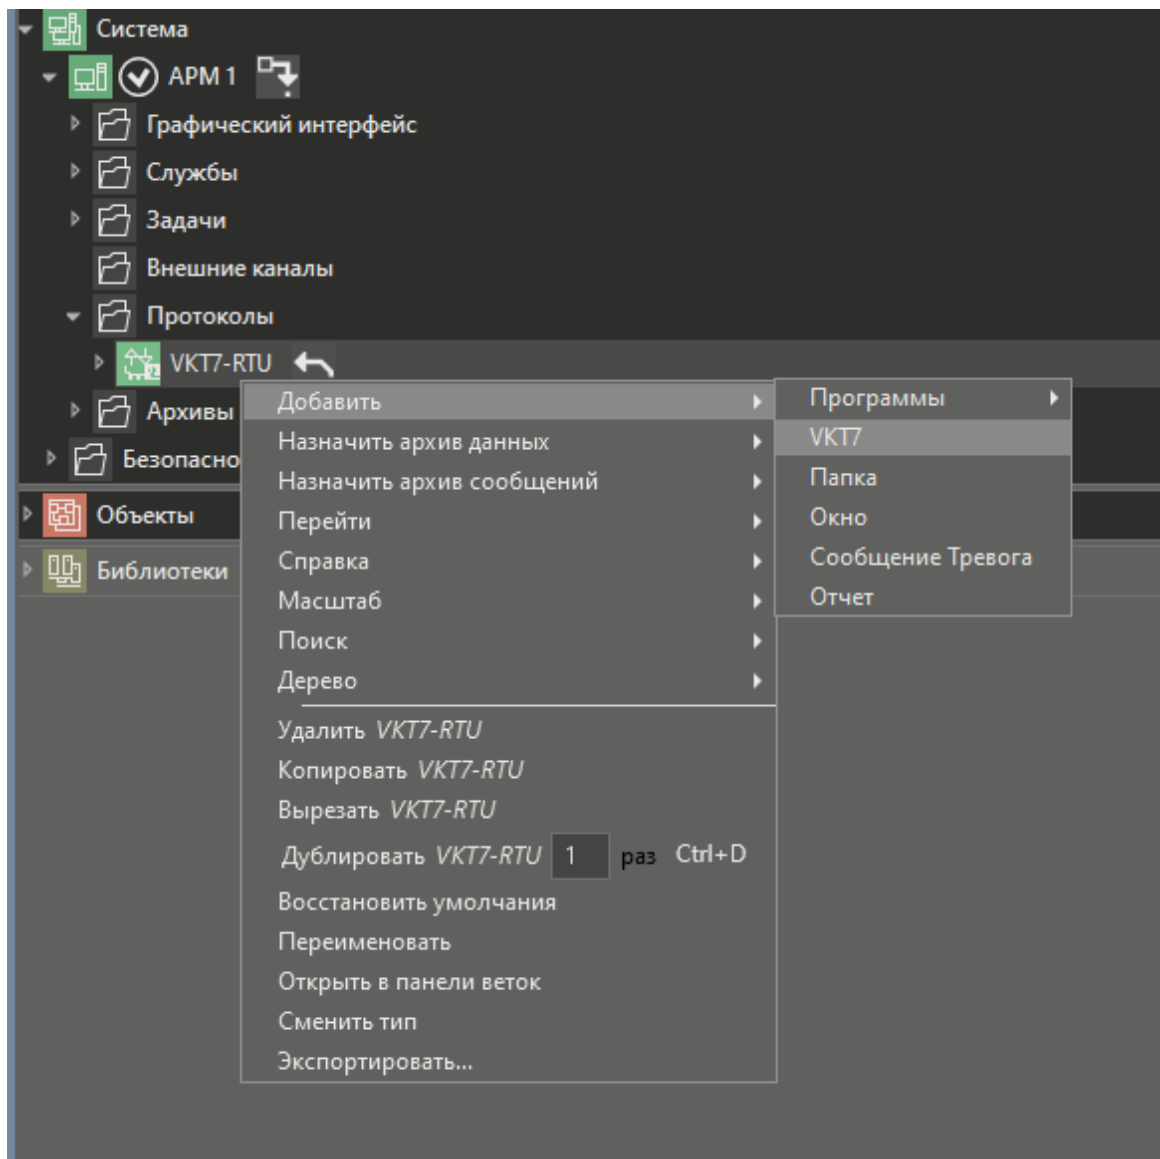 Система
АРМ 1
Графический интерфейс
Службы
Задачи
Внешние каналы
Протоколы
VKT7-RTU
Архивы
Безопасно
Объекты
Библиотеки
Добавить
Назначить архив данных
Назначить архив сообщений
Перейти
Справка
Масштаб
Поиск
Дерево
Удалить VKT7-RTU
Копировать VKT7-RTU
Вырезать VKT7-RTU
Дублировать VKT7-RTU 1 раз Ctrl+D
Восстановить умолчания
Переименовать
Открыть в панели веток
Сменить тип
Экспортировать...
Программы
VKT7
Папка
Окно
Сообщение Тревога
Отчет